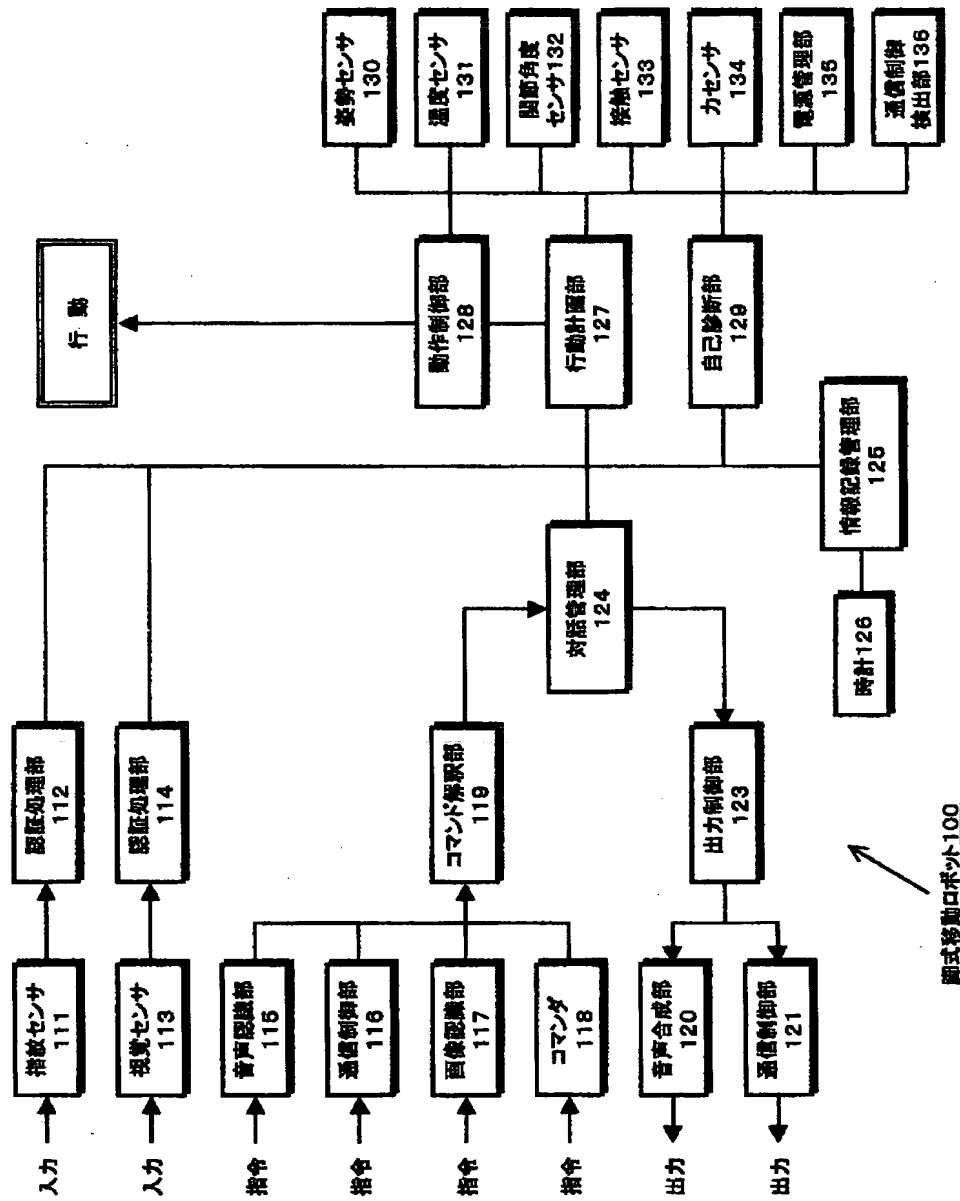 入力
指紋センサ
111
認証処理部
112
入力
視覚センサ
113
認証処理部
114
指令
音声認識部
115
指令
通信制御部
116
指令
画像認識部
117
指令
コマンダ
118
コマンド解釈部
119
出力
音声合成部
120
出力
通信制御部
121
出力制御部
123
対話管理部
124
情報記録管理部
125
時計126
行動
動作制御部
128
行動計画部
127
自己診断部
129
姿勢センサ
130
温度センサ
131
関節角度
センサ132
接触センサ
133
力センサ
134
電源管理部
135
通信制御
検出部136
脚式移動ロボット100